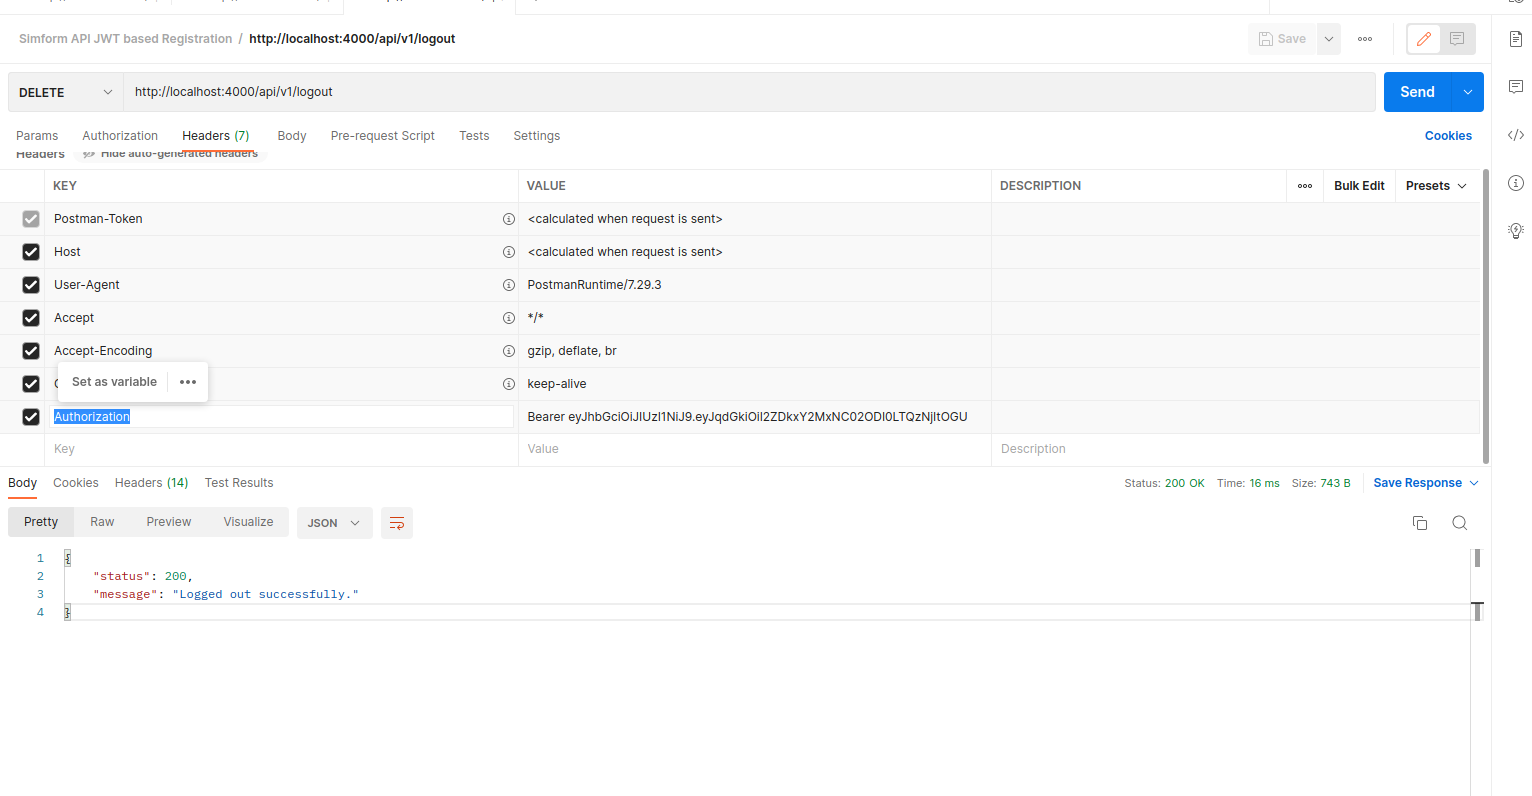 Simform API JWT based Registration / http://localhost:4000/api/v1/logout
Save
DELETE http://localhost:4000/api/v1/logout Send
Params Authorization Headers (7) Body Pre-request Script Tests Settings Cookies
Headers Hide auto-generated headers
KEY VALUE DESCRIPTION Bulk Edit Presets
Postman-Token <calculated when request is sent>
Host <calculated when request is sent>
User-Agent PostmanRuntime/7.29.3
Accept */*
Accept-Encoding gzip, deflate, br
Set as variable
keep-alive
Authorization Bearer eyJhbGciOiJIUzI1NiJ9.eyJqdGkiOiI2ZDkxY2MxNC02ODI0LTQzNjItOGU
Key Value Description
Body Cookies Headers (14) Test Results Status: 200 OK Time: 16 ms Size: 743 B Save Response
Pretty Raw Preview Visualize JSON
1 {
2 "status": 200,
3 "message": "Logged out successfully."
4 }